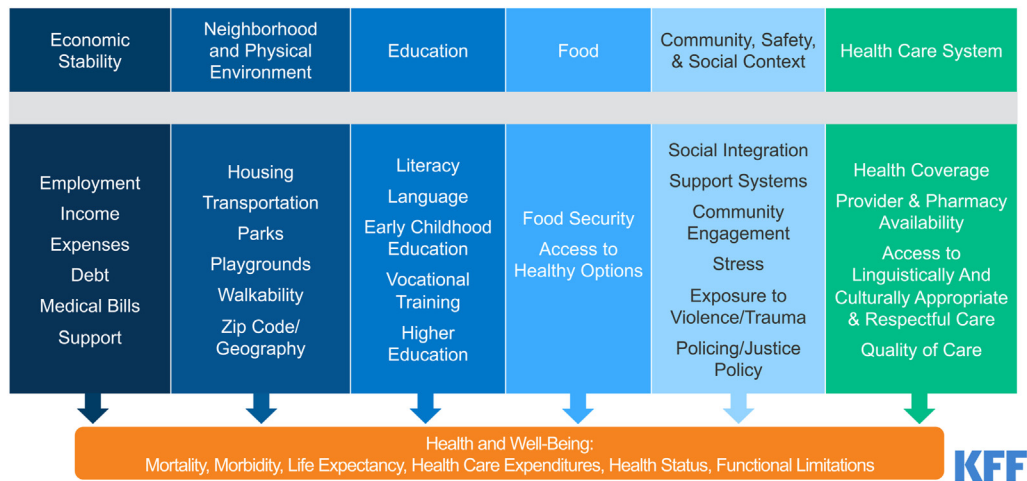 Economic
Stability
Neighborhood
and Physical
Environment
Education
Food
Community, Safety,
& Social Context
Health Care System
Employment
Income
Expenses
Debt
Medical Bills
Support
Housing
Transportation
Parks
Playgrounds
Walkability
Zip Code/
Geography
Literacy
Language
Early Childhood
Education
Vocational
Training
Higher
Education
Food Security
Access to
Healthy Options
Social Integration
Support Systems
Community
Engagement
Stress
Exposure to
Violence/Trauma
Policing/Justice
Policy
Health Coverage
Provider & Pharmacy
Availability
Access to
Linguistically And
Culturally Appropriate
& Respectful Care
Quality of Care
Health and Well-Being:
Mortality, Morbidity, Life Expectancy, Health Care Expenditures, Health Status, Functional Limitations
KFF